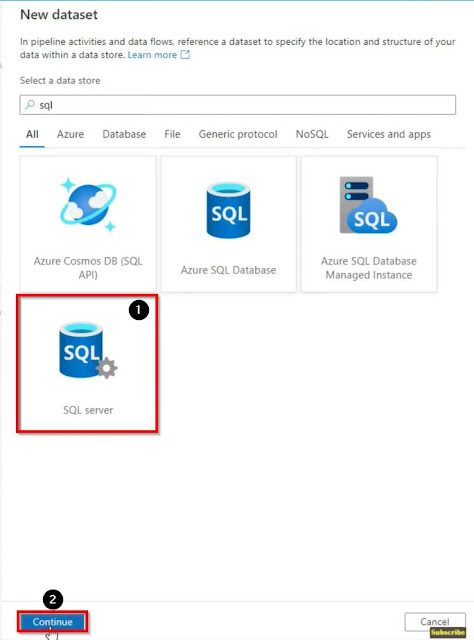 New dataset
In pipeline activities and data flows, reference a dataset to specify the location and structure of your
data within a data store. Learn more
Select a data store
sql
All Azure Database File Generic protocol NoSQL Services and apps
SQL SQL
Azure Cosmos DB (SQL
API)
Azure SQL Database
Azure SQL Database
Managed Instance
1
SQL
SQL server
2
Continue
Cancel
Subscribe